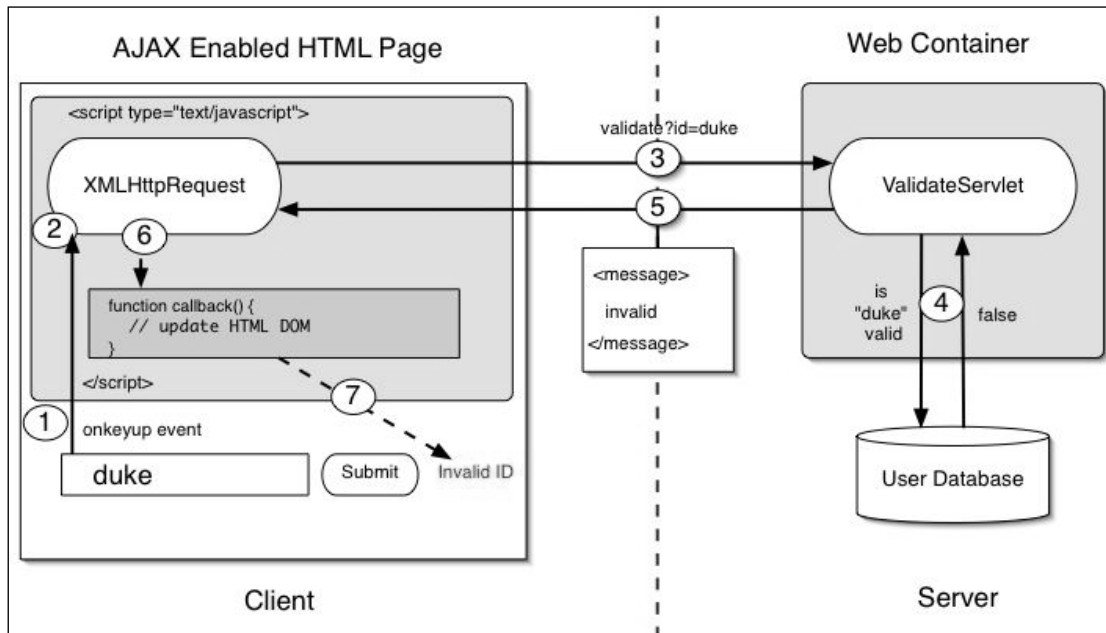 AJAX Enabled HTML Page
Web Container
<script type="text/javascript">
XMLHttpRequest
validate?id=duke
3
ValidateServlet
5
2
6
function callback() {
// update HTML DOM
}
</script>
<message>
invalid
</message>
is
"duke"
valid
4
false
7
1
onkeyup event
duke
Submit
Invalid ID
User Database
Client
Server